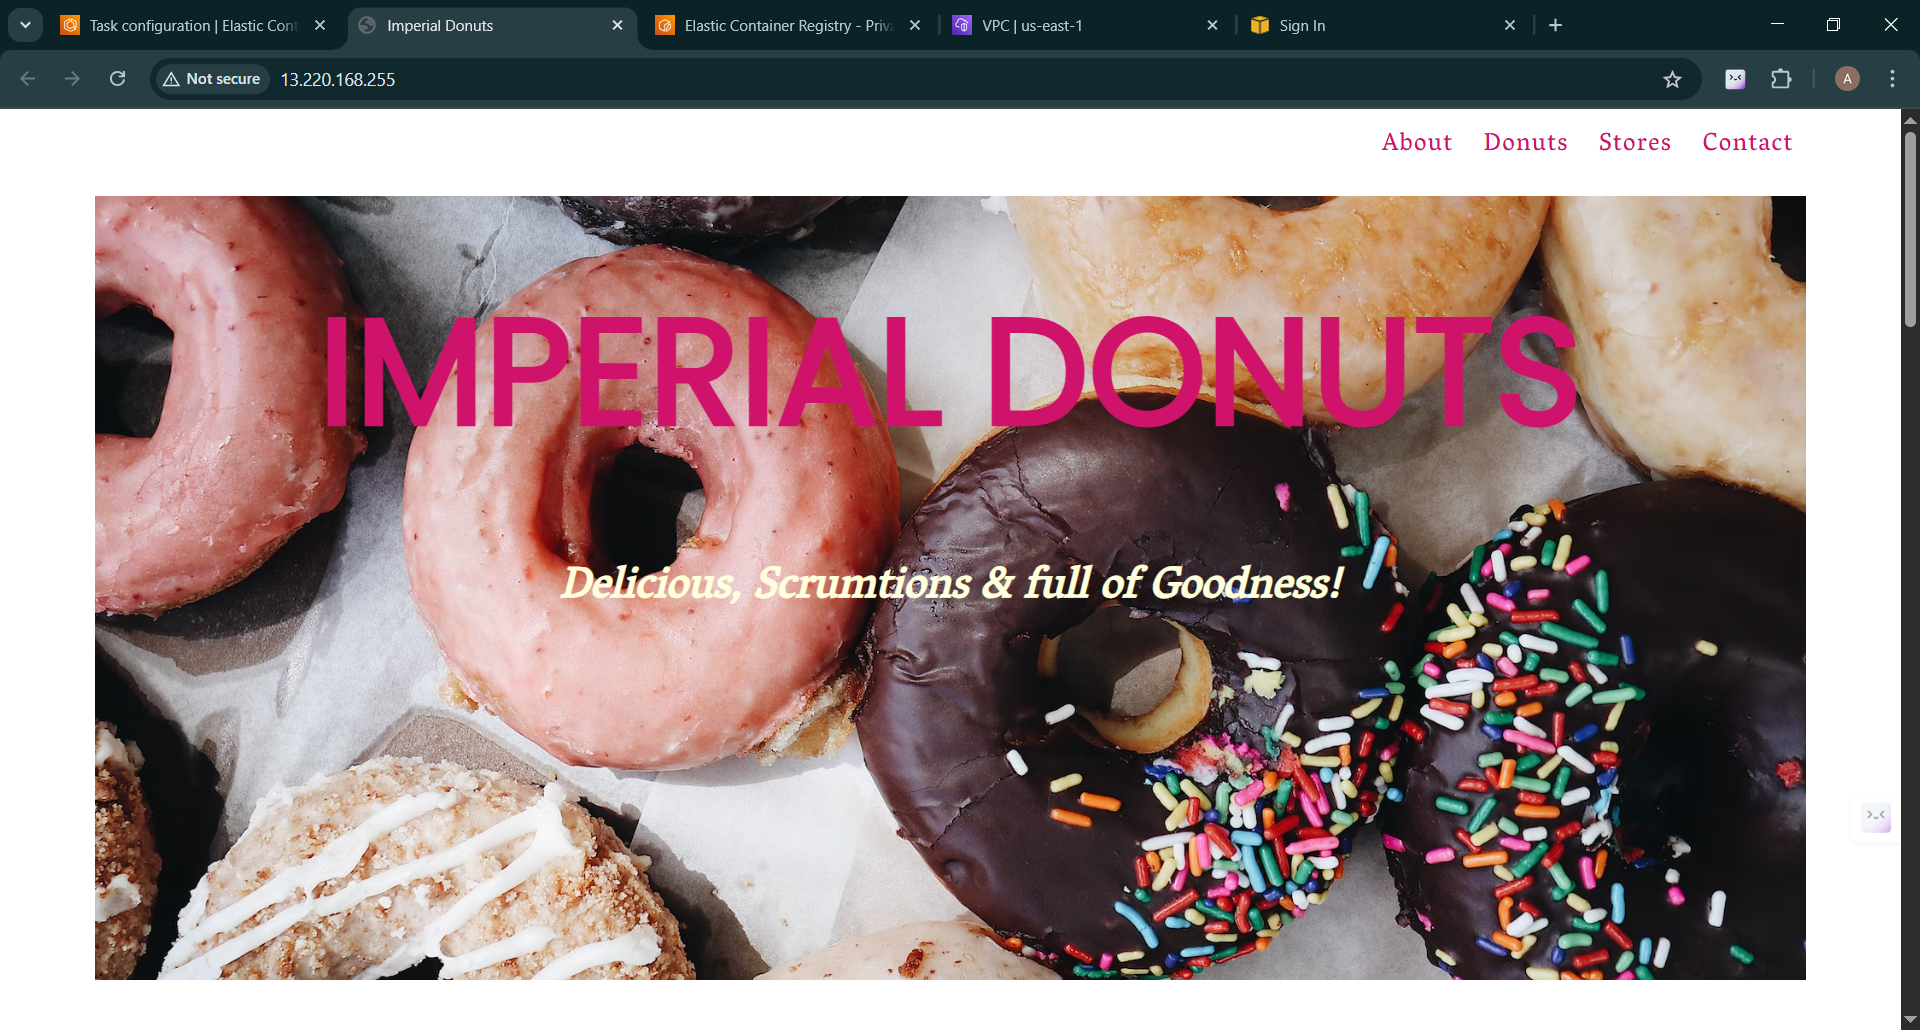 Task configuration | Elastic Cont
Imperial Donuts
Elastic Container Registry - Priva
VPC | us-east-1
Sign In
Not secure
13.220.168.255
A
About
Donuts
Stores
Contact
IMPERIAL DONUTS
Delicious, Scrumtions & full of Goodness!